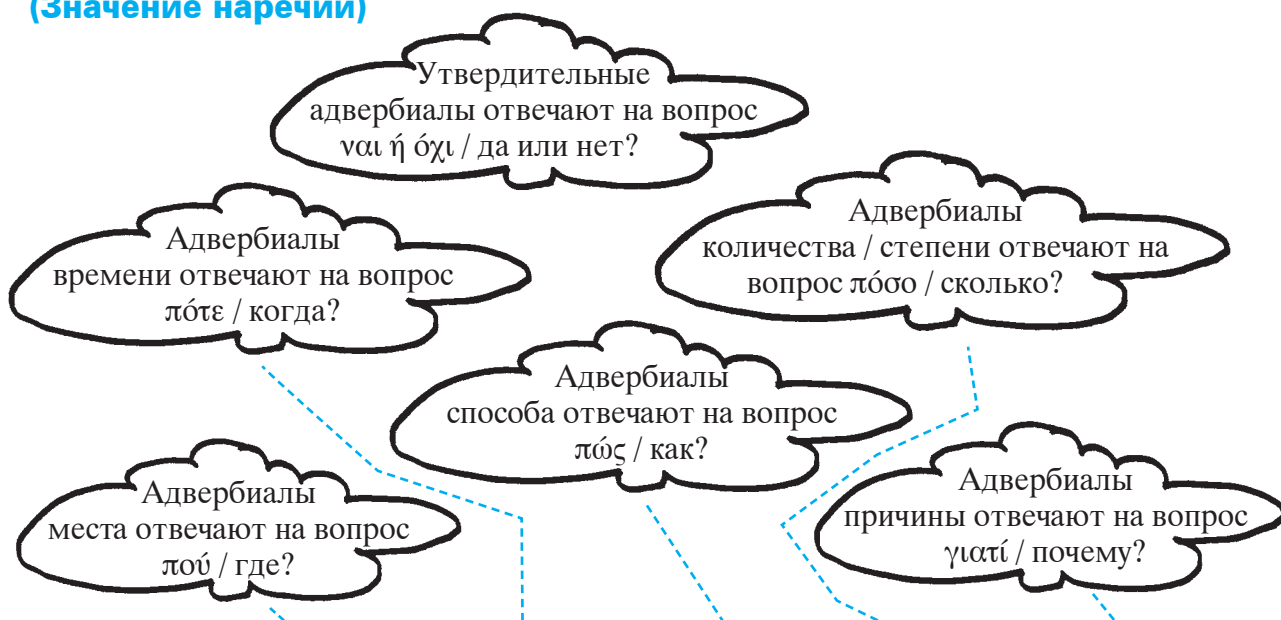 (Значение наречий)
Утвердительные
адвербиалы отвечают на вопрос
ναι ή όχι / да или нет?
Адвербиалы
времени отвечают на вопрос
πότε / когда?
Адвербиалы
количества / степени отвечают на
вопрос πόσο / сколько?
Адвербиалы
способа отвечают на вопрос
πώς / как?
Адвербиалы
места отвечают на вопрос
πού / где?
Адвербиалы
причины отвечают на вопрос
γιατί / почему?